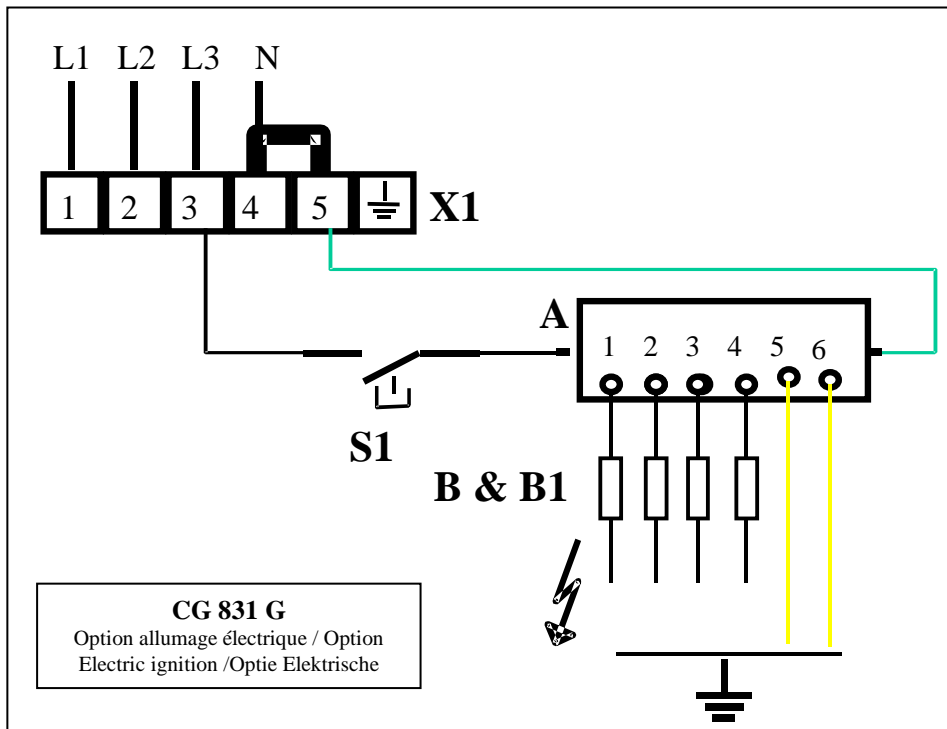 L1 L2 L3 N
1 2 3 4 5 X1
A
1 2 3 4 5 6
S1
B & B1
CG 831 G
Option allumage électrique / Option
Electric ignition /Optie Elektrische